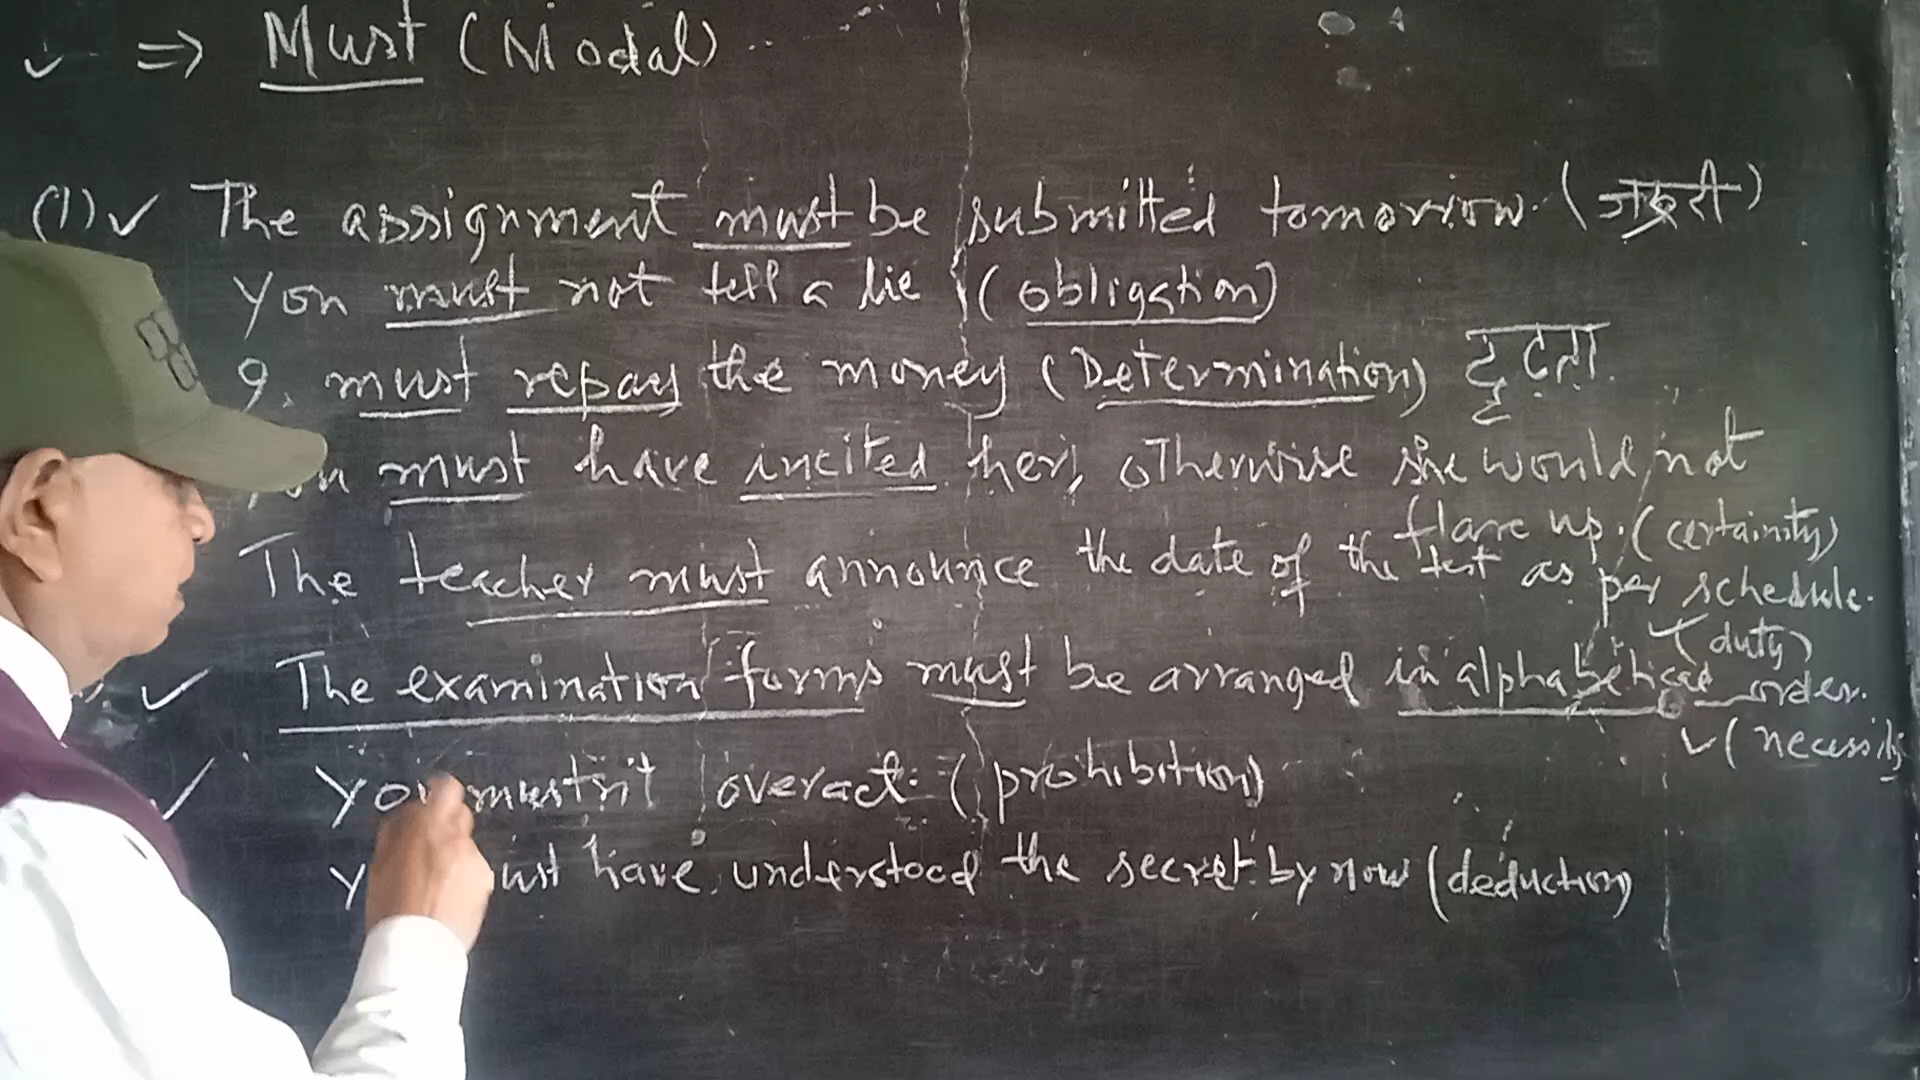 ⇒ Must (Modal)
(1) ✓ The assignment must be submitted tomorrow. (जरूरी)
You must not tell a lie (obligation)
I must repay the money (Determination) दृढ़ता
must have incited her, otherwise she would not
flare up. (certainity)
The teacher must announce the date of the test as per schedule.
(duty)
✓ The examination forms must be arranged in alphabetical order.
✓ (necessity
✓ You mustn't overact. (prohibition)
have understood the secret by now (deduction)